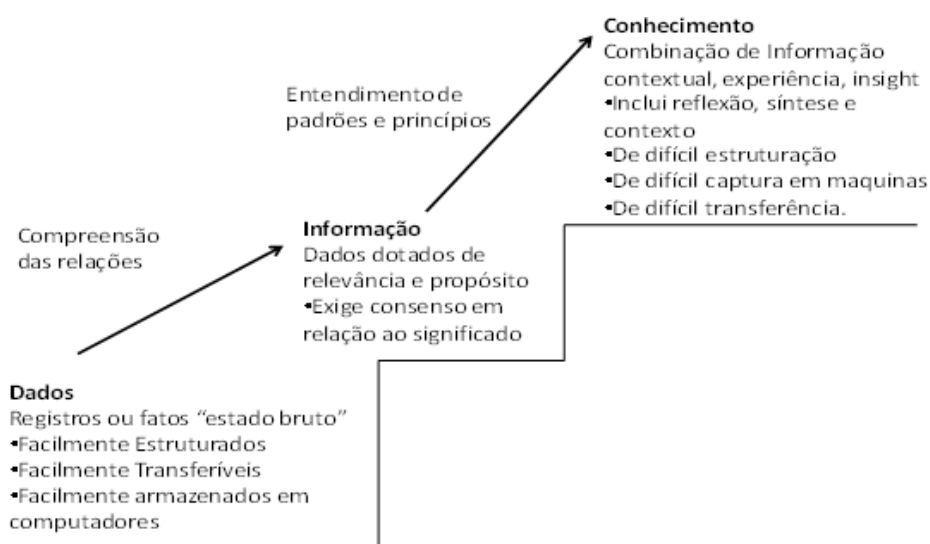 Conhecimento
Combinação de Informação
contextual, experiência, insight
•Inclui reflexão, síntese e
contexto
•De difícil estruturação
•De difícil captura em maquinas
•De difícil transferência.
Entendimento de
padrões e princípios
Informação
Dados dotados de
relevância e propósito
•Exige consenso em
relação ao significado
Compreensão
das relações
Dados
Registros ou fatos “estado bruto”
•Facilmente Estruturados
•Facilmente Transferíveis
•Facilmente armazenados em
computadores